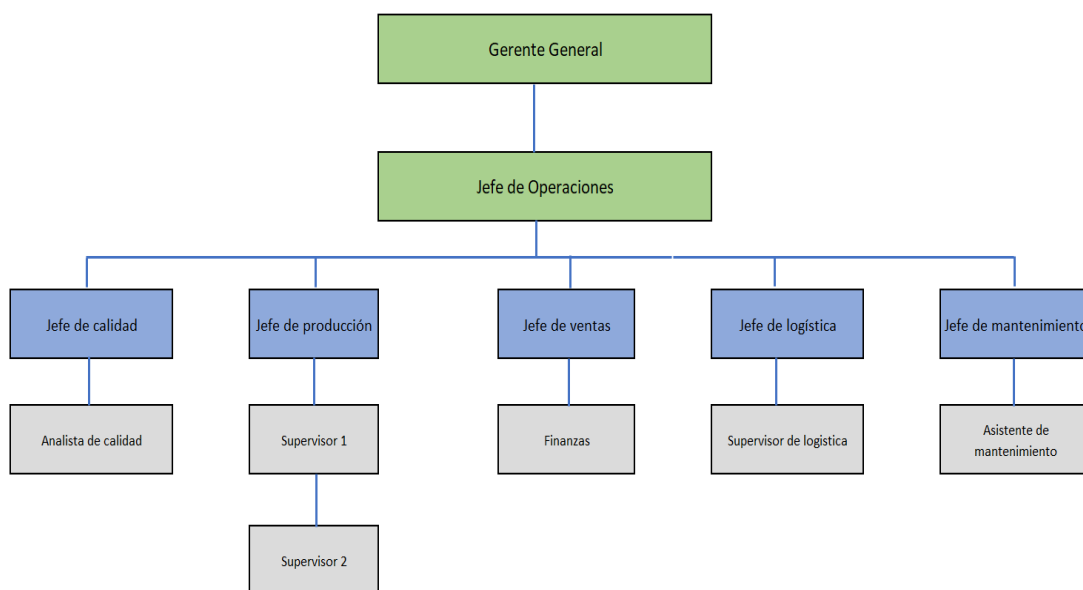 Gerente General
Jefe de Operaciones
Jefe de calidad
Jefe de producción
Jefe de ventas
Jefe de logística
Jefe de mantenimiento
Analista de calidad
Supervisor 1
Finanzas
Supervisor de logistica
Asistente de
mantenimiento
Supervisor 2